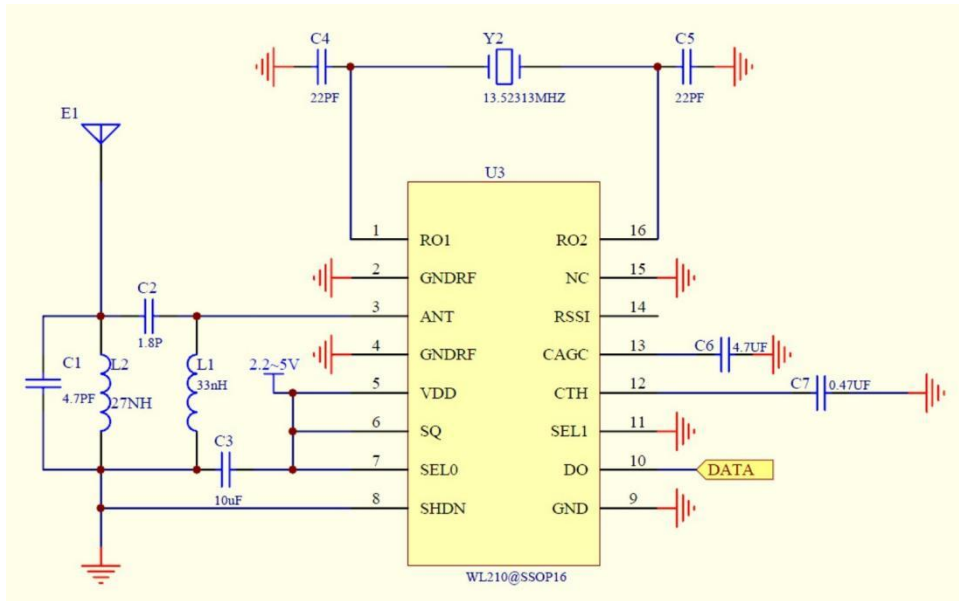 C4
Y2
C5
22PF
13.52313MHZ
22PF
E1
U3
1
RO1
RO2
16
2
GNDRF
NC
15
C2
3
ANT
RSSI
14
1.8P
4
GNDRF
CAGC
13
C6
4.7UF
C1
L2
L1
2.2~5V
4.7PF
27NH
33nH
5
VDD
CTH
12
C7
0.47UF
6
SQ
SEL1
11
C3
7
SEL0
DO
10
DATA
10uF
8
SHDN
GND
9
WL210@SSOP16